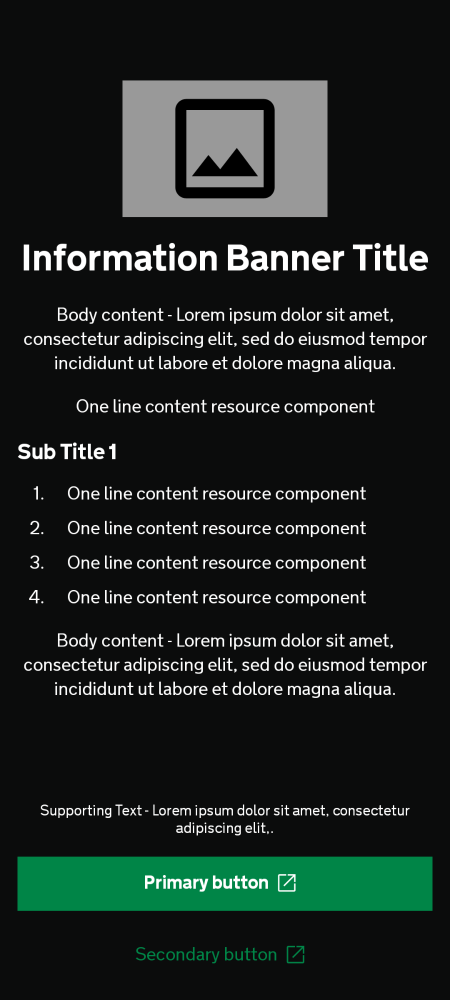 Information Banner Title
Body content - Lorem ipsum dolor sit amet,
consectetur adipiscing elit, sed do eiusmod tempor
incididunt ut labore et dolore magna aliqua.
One line content resource component
Sub Title 1
1. One line content resource component
2. One line content resource component
3. One line content resource component
4. One line content resource component
Body content - Lorem ipsum dolor sit amet,
consectetur adipiscing elit, sed do eiusmod tempor
incididunt ut labore et dolore magna aliqua.
Supporting Text - Lorem ipsum dolor sit amet, consectetur
adipiscing elit,.
Primary button
Secondary button